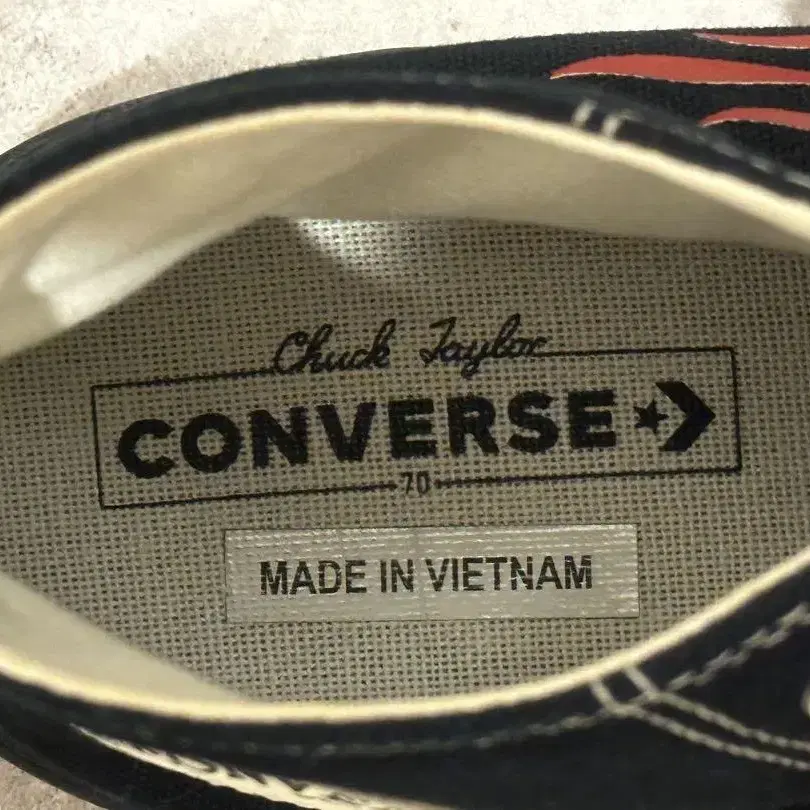 Chuck Taylor
CONVERSE
70
MADE IN VIETNAM